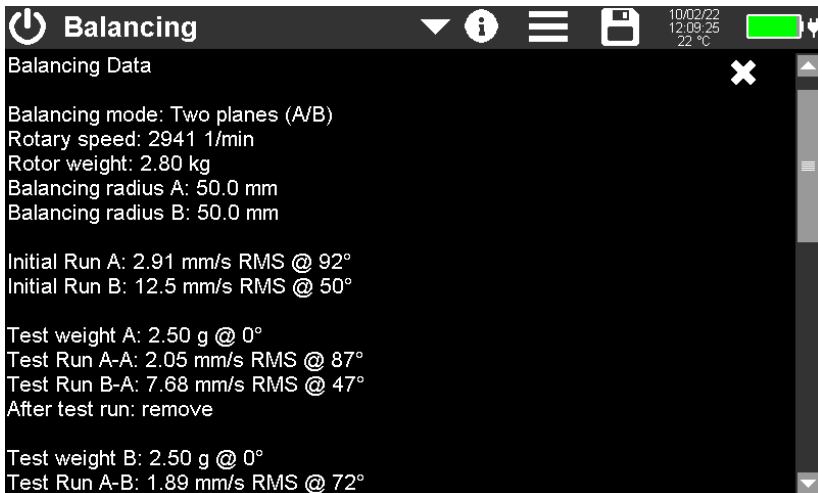 Balancing
10/02/22
12:09:25
22 °C
Balancing Data
Balancing mode: Two planes (A/B)
Rotary speed: 2941 1/min
Rotor weight: 2.80 kg
Balancing radius A: 50.0 mm
Balancing radius B: 50.0 mm
Initial Run A: 2.91 mm/s RMS @ 92°
Initial Run B: 12.5 mm/s RMS @ 50°
Test weight A: 2.50 g @ 0°
Test Run A-A: 2.05 mm/s RMS @ 87°
Test Run B-A: 7.68 mm/s RMS @ 47°
After test run: remove
Test weight B: 2.50 g @ 0°
Test Run A-B: 1.89 mm/s RMS @ 72°